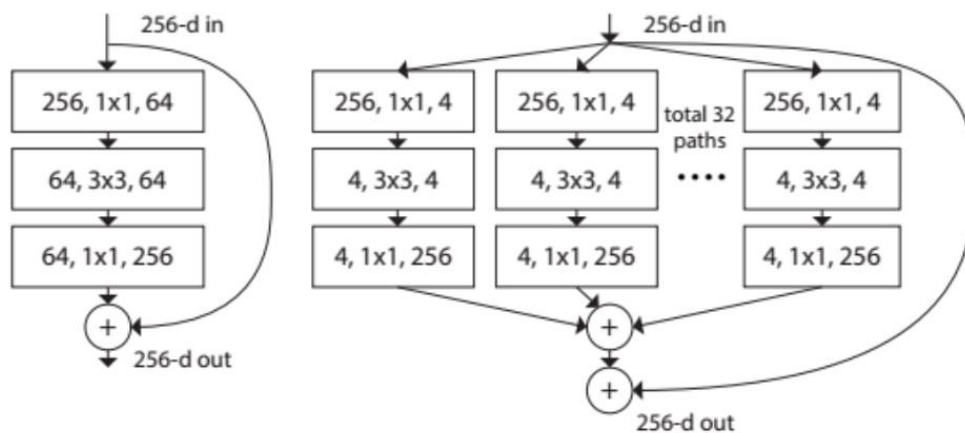 256-d in
256, 1x1, 64
64, 3x3, 64
64, 1x1, 256
+
256-d out
256-d in
256, 1x1, 4
256, 1x1, 4
total 32
paths
256, 1x1, 4
4, 3x3, 4
4, 3x3, 4
....
4, 3x3, 4
4, 1x1, 256
4, 1x1, 256
4, 1x1, 256
+
+
256-d out